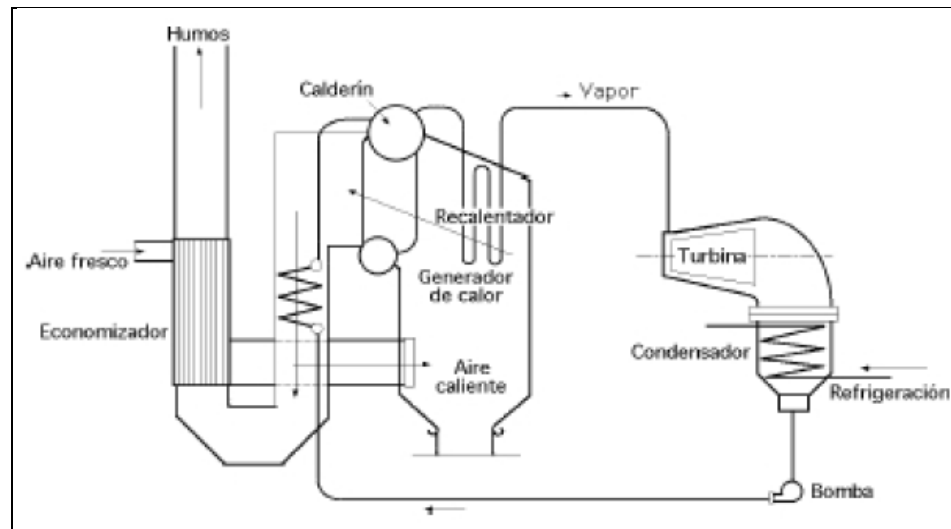 Humos
Calderín
Vapor
Recalentador
Aire fresco
Turbina
Generador
de calor
Economizador
Condensador
Aire
caliente
Refrigeración
Bomba